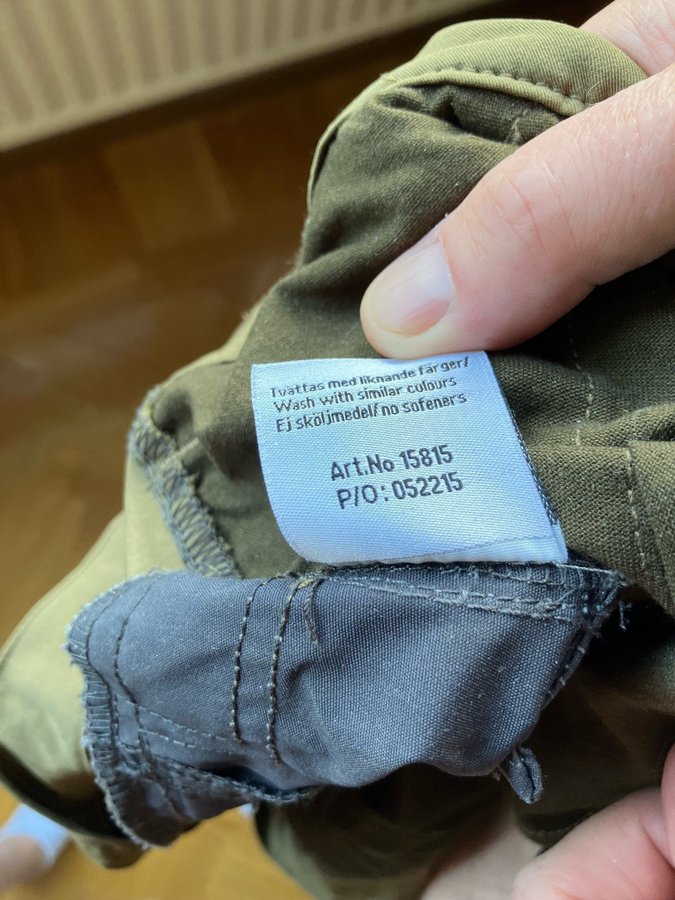 Tvättas med liknande färger/
Wash with similar colours
Ej sköljmedel/ no sofeners
Art.No 15815
P/O: 052215